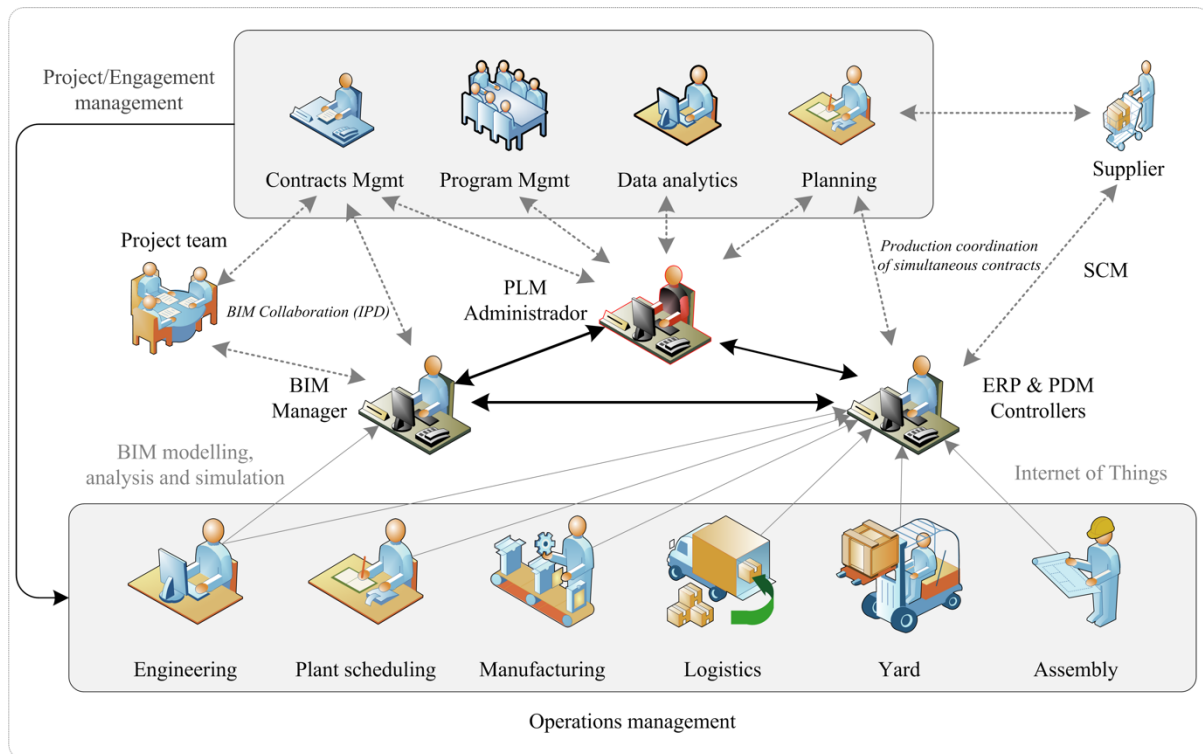 Project/Engagement
management
Contracts Mgmt
Program Mgmt
Data analytics
Planning
Supplier
Project team
BIM Collaboration (IPD)
PLM
Administrador
Production coordination
of simultaneous contracts
SCM
BIM
Manager
ERP & PDM
Controllers
BIM modelling,
analysis and simulation
Internet of Things
Engineering
Plant scheduling
Manufacturing
Logistics
Yard
Assembly
Operations management